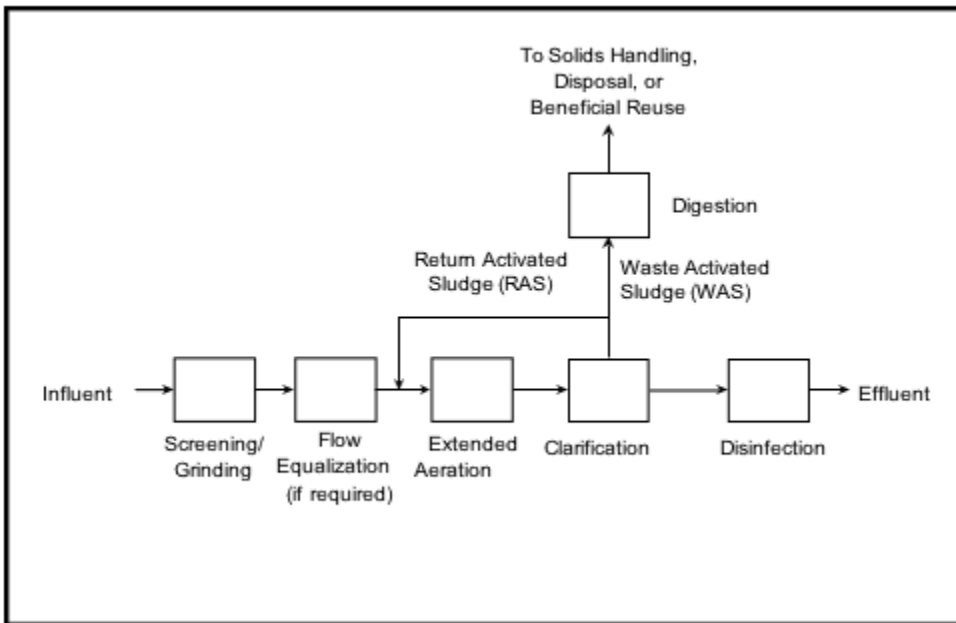 To Solids Handling,
Disposal, or
Beneficial Reuse
Digestion
Return Activated
Sludge (RAS)
Waste Activated
Sludge (WAS)
Influent
Effluent
Screening/
Grinding
Flow
Equalization
(if required)
Extended
Aeration
Clarification
Disinfection